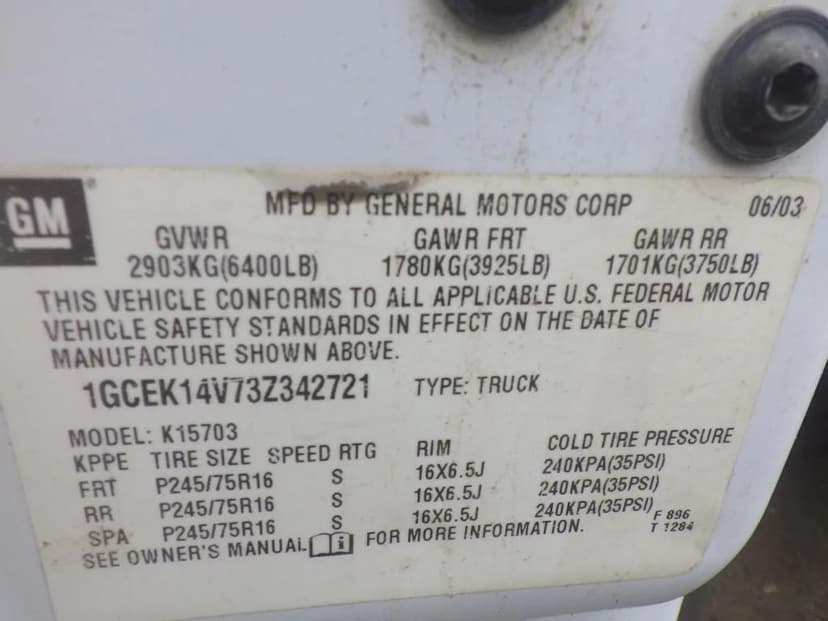 GM
MFD BY GENERAL MOTORS CORP 06/03
GVWR GAWR FRT GAWR RR
2903KG(6400LB) 1780KG(3925LB) 1701KG(3750LB)
THIS VEHICLE CONFORMS TO ALL APPLICABLE U.S. FEDERAL MOTOR
VEHICLE SAFETY STANDARDS IN EFFECT ON THE DATE OF
MANUFACTURE SHOWN ABOVE.
1GCEK14V73Z342721 TYPE: TRUCK
MODEL: K15703
KPPE TIRE SIZE SPEED RTG RIM COLD TIRE PRESSURE
FRT P245/75R16 S 16X6.5J 240KPA(35PSI)
RR P245/75R16 S 16X6.5J 240KPA(35PSI)
SPA P245/75R16 S 16X6.5J 240KPA(35PSI) F 896
SEE OWNER'S MANUAL i FOR MORE INFORMATION. T 1284